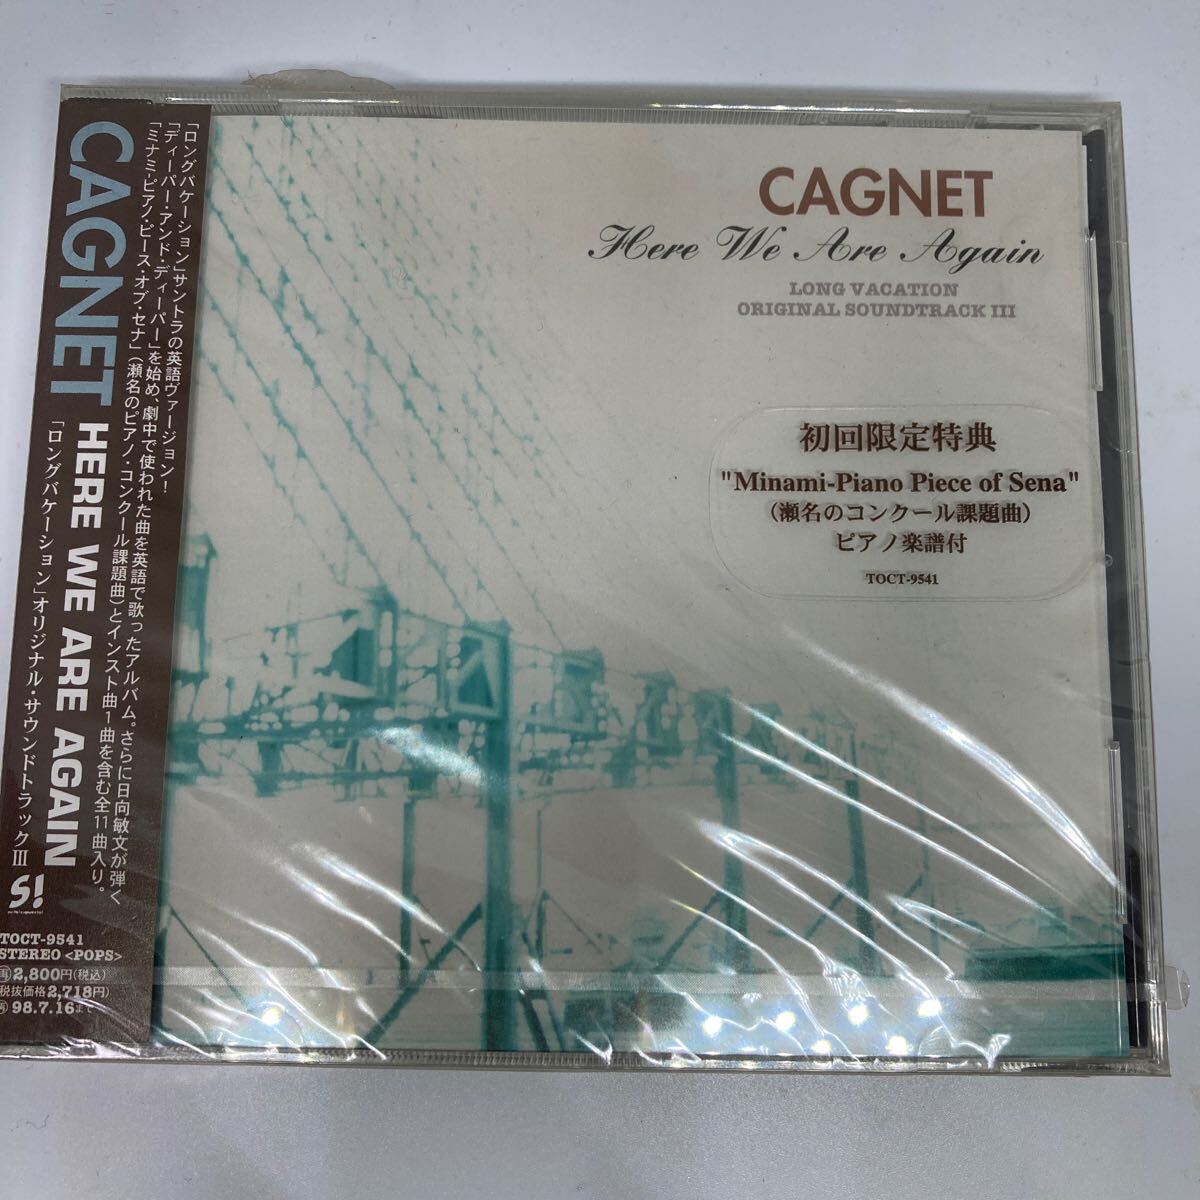 CAGNET
Here We Are Again
LONG VACATION
ORIGINAL SOUNDTRACK III
初回限定特典
"Minami-Piano Piece of Sena"
(瀬名のコンクール課題曲)
ピアノ楽譜付
TOCT-9541
「ロングバケーション」サントラの英語ヴァージョン!
「ディーパー・アンド・ディーパー」を始め、劇中で使われた曲を英語で歌ったアルバム。さらに日向敏文が弾く
「ミナミ-ピアノ・ピース・オブ・セナ」(瀬名のピアノ・コンクール課題曲)とインスト曲1曲を含む全11曲入り。
CAGNET HERE WE ARE AGAIN
「ロングバケーション」オリジナル・サウンドトラックIII
S!
TOCT-9541
STEREO <POPS>
再 2,800円(税込)
税抜価格2,718円)
再 98.7.16まで